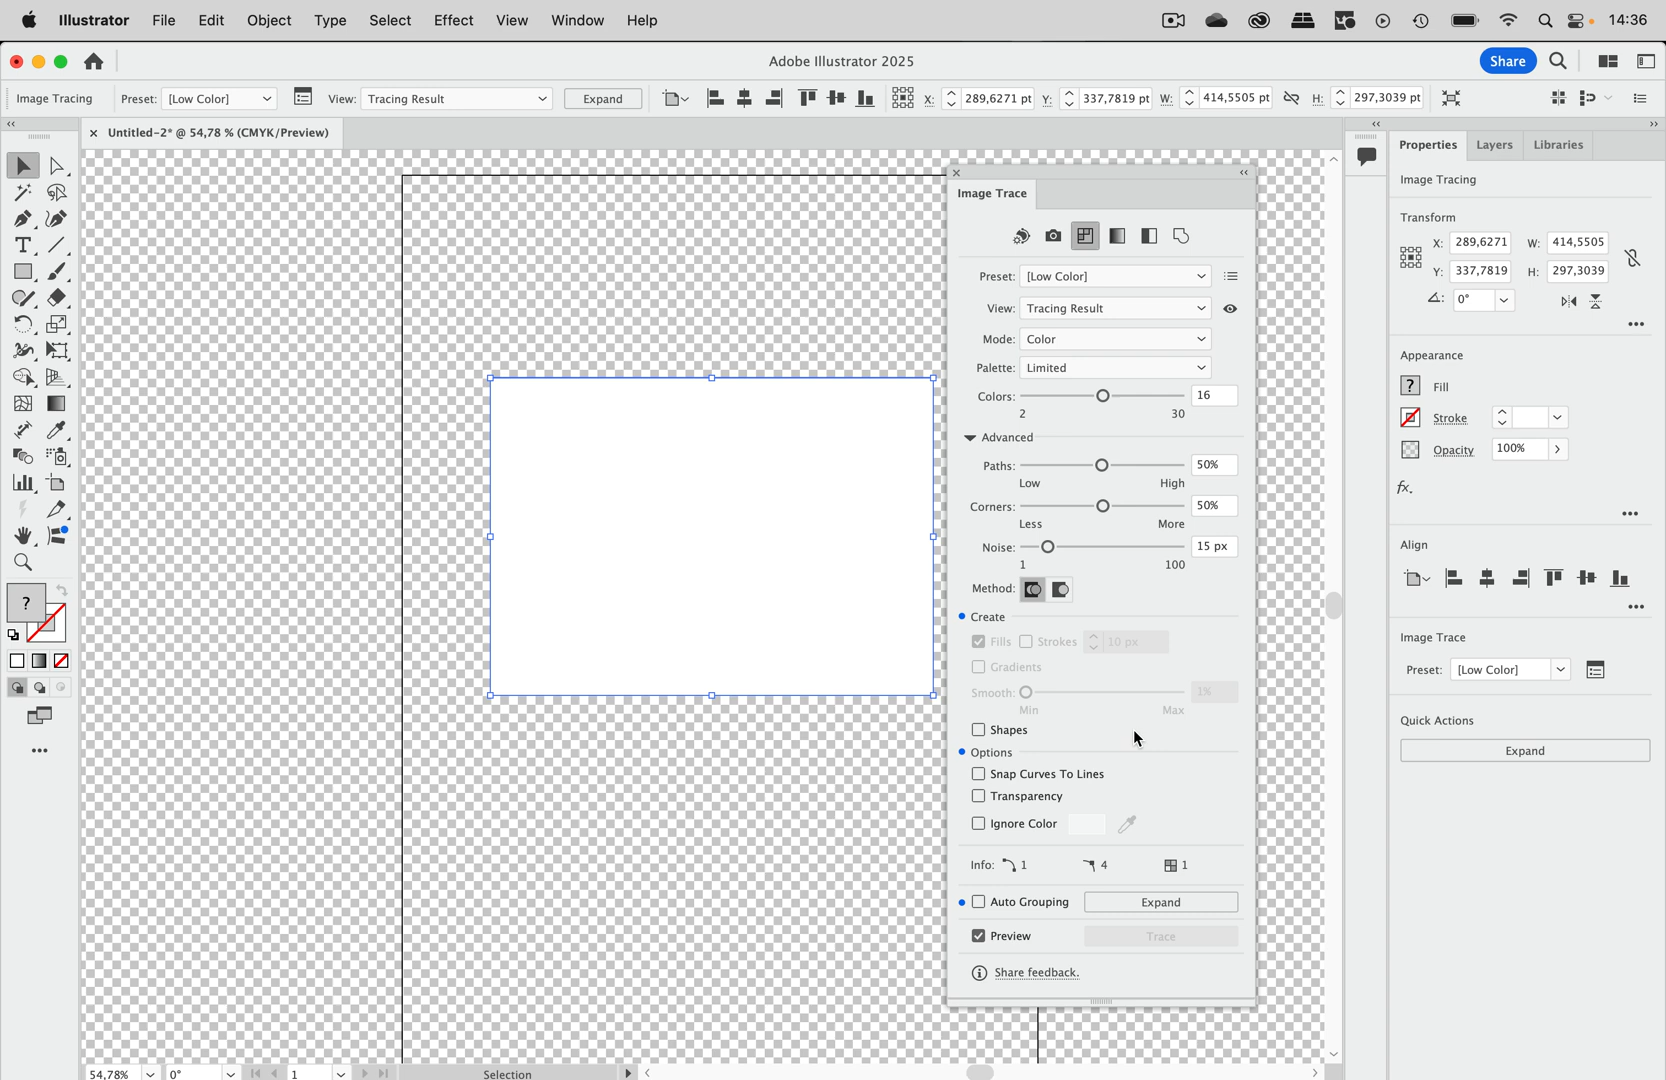 Illustrator File Edit Object Type Select Effect View Window Help 14:36
Adobe Illustrator 2025 Share
Image Tracing Preset: [Low Color] View: Tracing Result Expand X: 289,6271 pt Y: 337,7819 pt W: 414,5505 pt H: 297,3039 pt
Untitled-2* @ 54,78 % (CMYK/Preview)
Image Trace
Preset: [Low Color]
View: Tracing Result
Mode: Color
Palette: Limited
Colors: 16
2 30
Advanced
Paths: 50%
Low High
Corners: 50%
Less More
Noise: 15 px
1 100
Method:
Create
Fills Strokes 10 px
Gradients
Smooth: 1%
Min Max
Shapes
Options
Snap Curves To Lines
Transparency
Ignore Color
Info: 1 4 1
Auto Grouping Expand
Preview Trace
Share feedback.
Properties Layers Libraries
Image Tracing
Transform
X: 289,6271 W: 414,5505
Y: 337,7819 H: 297,3039
0°
Appearance
? Fill
Stroke
Opacity 100%
fx.
Align
Image Trace
Preset: [Low Color]
Quick Actions
Expand
?
54,78% 0° 1 Selection